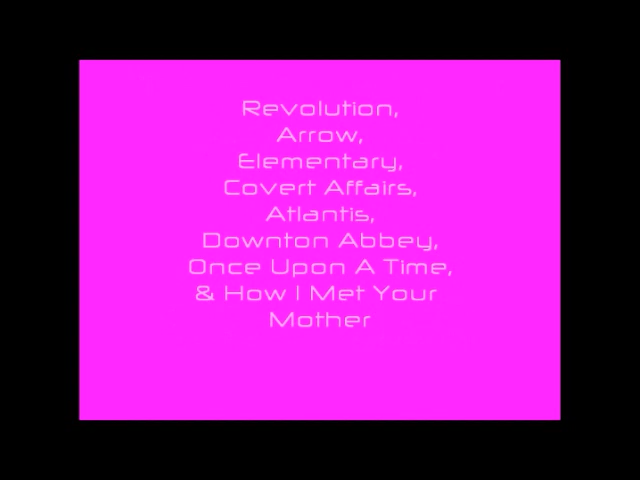 Revolution,
Arrow,
Elementary,
Covert Affairs,
Atlantis,
Downton Abbey,
Once Upon A Time,
& How I Met Your
Mother